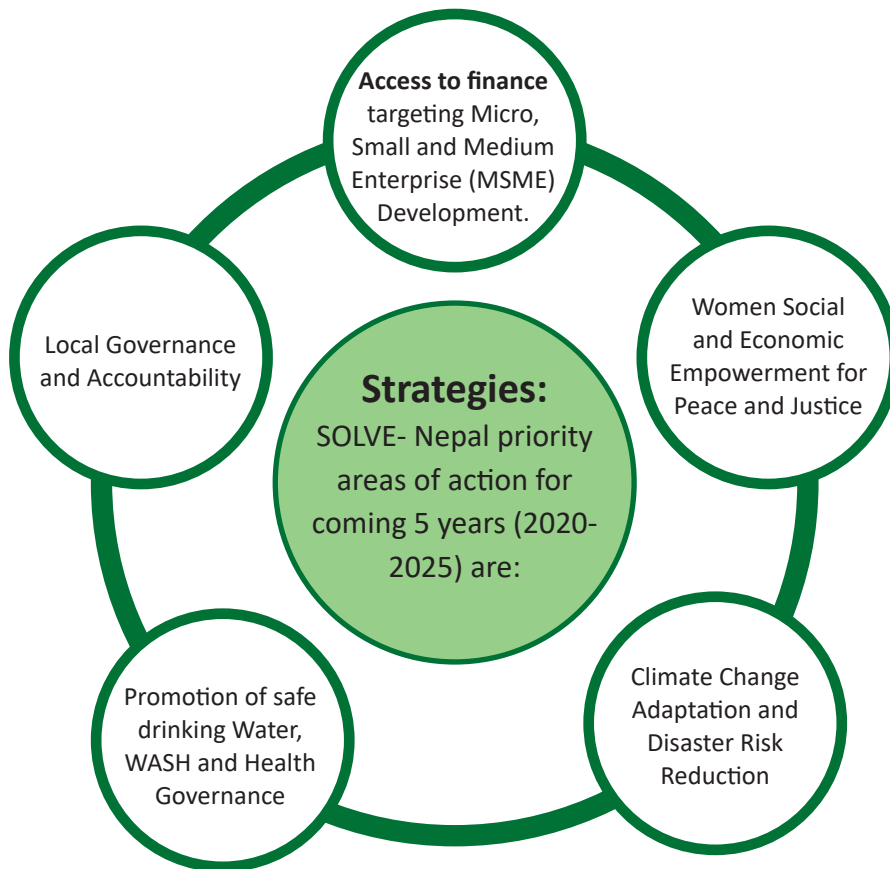 Access to finance
targeting Micro,
Small and Medium
Enterprise (MSME)
Development.
Women Social
and Economic
Empowerment for
Peace and Justice
Climate Change
Adaptation and
Disaster Risk
Reduction
Promotion of safe
drinking Water,
WASH and Health
Governance
Local Governance
and Accountability
Strategies:
SOLVE- Nepal priority
areas of action for
coming 5 years (2020-
2025) are: